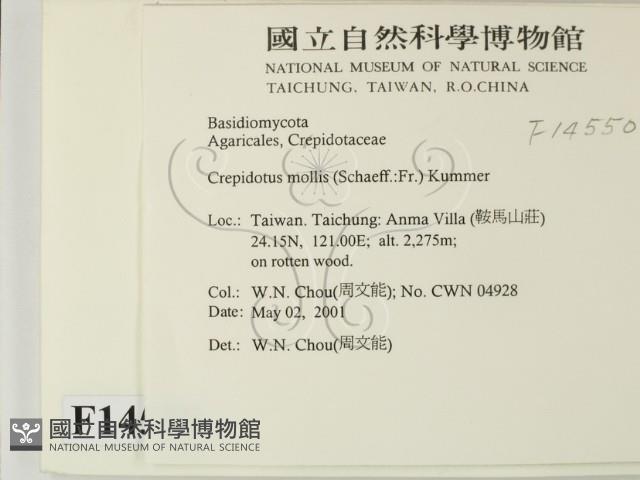 國立自然科學博物館
NATIONAL MUSEUM OF NATURAL SCIENCE
TAICHUNG, TAIWAN, R.O.CHINA
F14550
Basidiomycota
Agaricales, Crepidotaceae
Crepidotus mollis (Schaeff.:Fr.) Kummer
Loc.: Taiwan. Taichung: Anma Villa (鞍馬山莊)
24.15N, 121.00E; alt. 2,275m;
on rotten wood.
Col.: W.N. Chou(周文能); No. CWN 04928
Date: May 02, 2001
Det.: W.N. Chou(周文能)
國立自然科學博物館
NATIONAL MUSEUM OF NATURAL SCIENCE